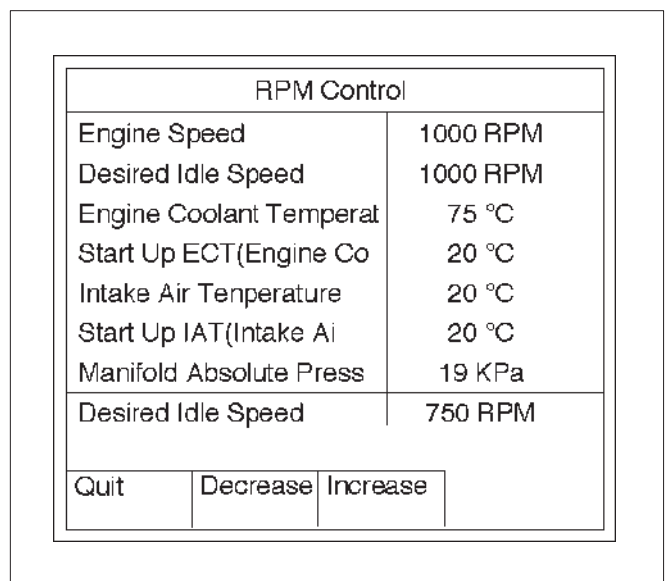 RPM Control
Engine Speed 1000 RPM
Desired Idle Speed 1000 RPM
Engine Coolant Temperat 75 °C
Start Up ECT(Engine Co 20 °C
Intake Air Tenperature 20 °C
Start Up IAT(Intake Ai 20 °C
Manifold Absolute Press 19 KPa
Desired Idle Speed 750 RPM
Quit Decrease Increase